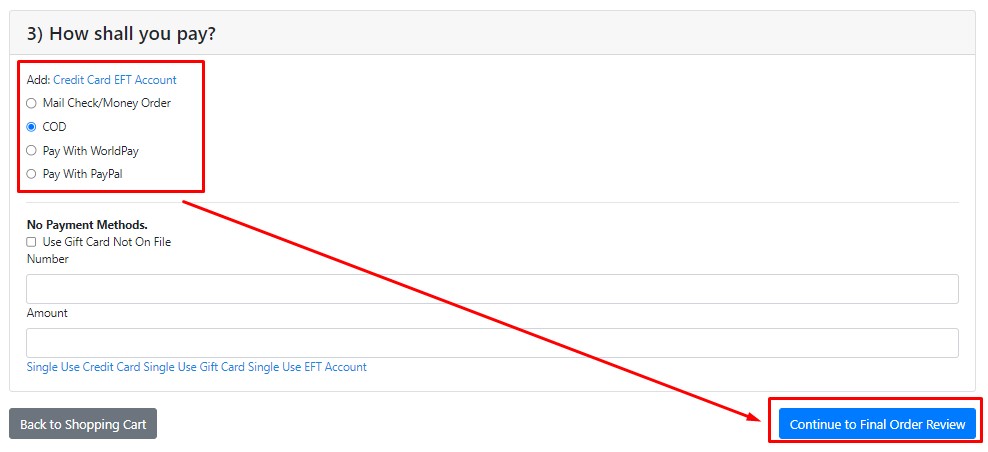 3) How shall you pay?
Add: Credit Card EFT Account
Mail Check/Money Order
COD
Pay With WorldPay
Pay With PayPal
No Payment Methods.
Use Gift Card Not On File
Number
Amount
Single Use Credit Card Single Use Gift Card Single Use EFT Account
Back to Shopping Cart
Continue to Final Order Review